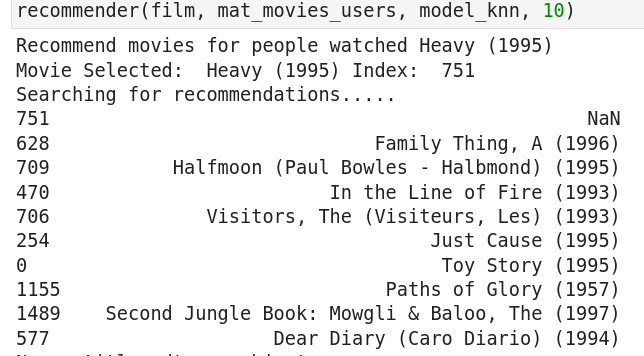 recommender(film, mat_movies_users, model_knn, 10)
Recommend movies for people watched Heavy (1995)
Movie Selected:  Heavy (1995) Index:  751
Searching for recommendations.....
751 NaN
628 Family Thing, A (1996)
709 Halfmoon (Paul Bowles - Halbmond) (1995)
470 In the Line of Fire (1993)
706 Visitors, The (Visiteurs, Les) (1993)
254 Just Cause (1995)
0 Toy Story (1995)
1155 Paths of Glory (1957)
1489 Second Jungle Book: Mowgli & Baloo, The (1997)
577 Dear Diary (Caro Diario) (1994)